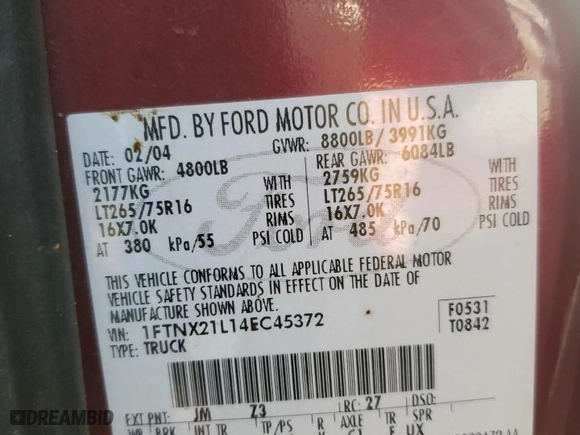 MFD. BY FORD MOTOR CO. IN U.S.A.
DATE: 02/04 GVWR: 8800LB/ 3991KG
FRONT GAWR: 4800LB REAR GAWR: 6084LB
2177KG WITH 2759KG WITH
LT265/75R16 TIRES LT265/75R16 TIRES
16X7.0K RIMS 16X7.0K RIMS
AT 380 kPa/55 PSI COLD AT 485 kPa/70 PSI COLD
THIS VEHICLE CONFORMS TO ALL APPLICABLE FEDERAL MOTOR
VEHICLE SAFETY STANDARDS IN EFFECT ON THE DATE OF
MANUFACTURE SHOWN ABOVE.
VIN: 1FTNX21L14EC45372 F0531
TYPE: TRUCK T0842
EXT PNT: JM Z3 RC: 27 DSO:
WB BRK INT TR TP/PS R AXLE TR SPR
DREAMBID